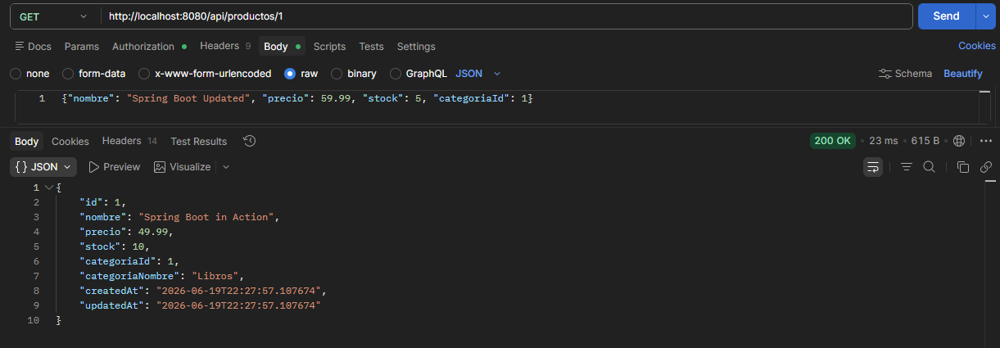 GET http://localhost:8080/api/productos/1 Send
Docs Params Authorization Headers 9 Body Scripts Tests Settings Cookies
none form-data x-www-form-urlencoded raw binary GraphQL JSON Schema Beautify
1 {"nombre": "Spring Boot Updated", "precio": 59.99, "stock": 5, "categoriaId": 1}
Body Cookies Headers 14 Test Results 200 OK • 23 ms • 615 B •
{} JSON Preview Visualize
1 {
2 "id": 1,
3 "nombre": "Spring Boot in Action",
4 "precio": 49.99,
5 "stock": 10,
6 "categoriaId": 1,
7 "categoriaNombre": "Libros",
8 "createdAt": "2026-06-19T22:27:57.107674",
9 "updatedAt": "2026-06-19T22:27:57.107674"
10 }